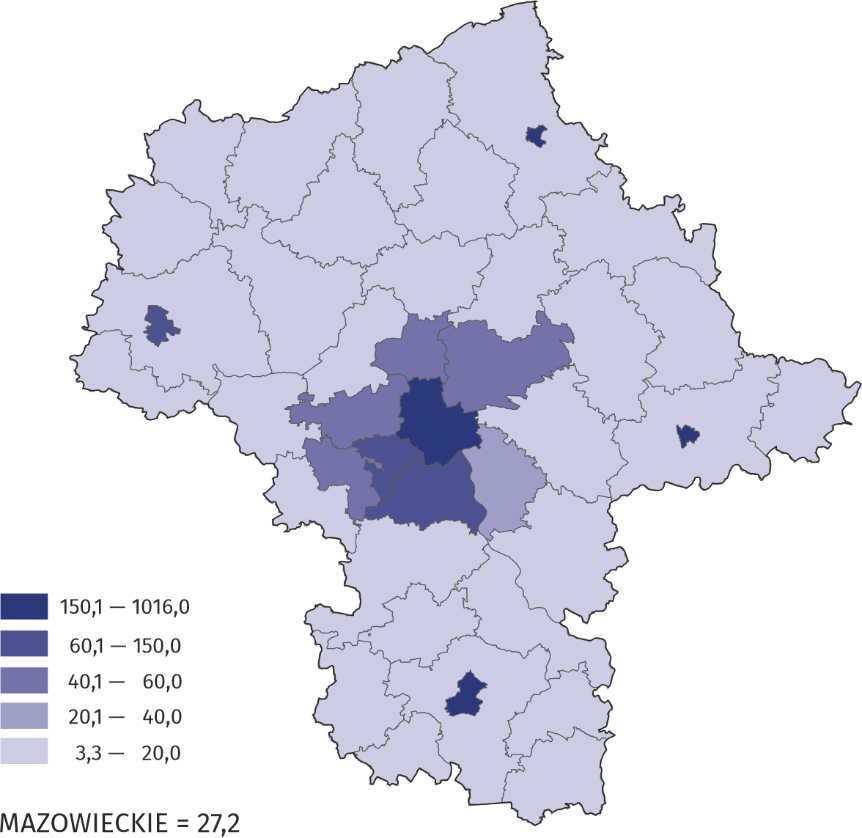 150,1 — 1016,0
60,1 — 150,0
40,1 — 60,0
20,1 — 40,0
3,3 — 20,0
MAZOWIECKIE = 27,2